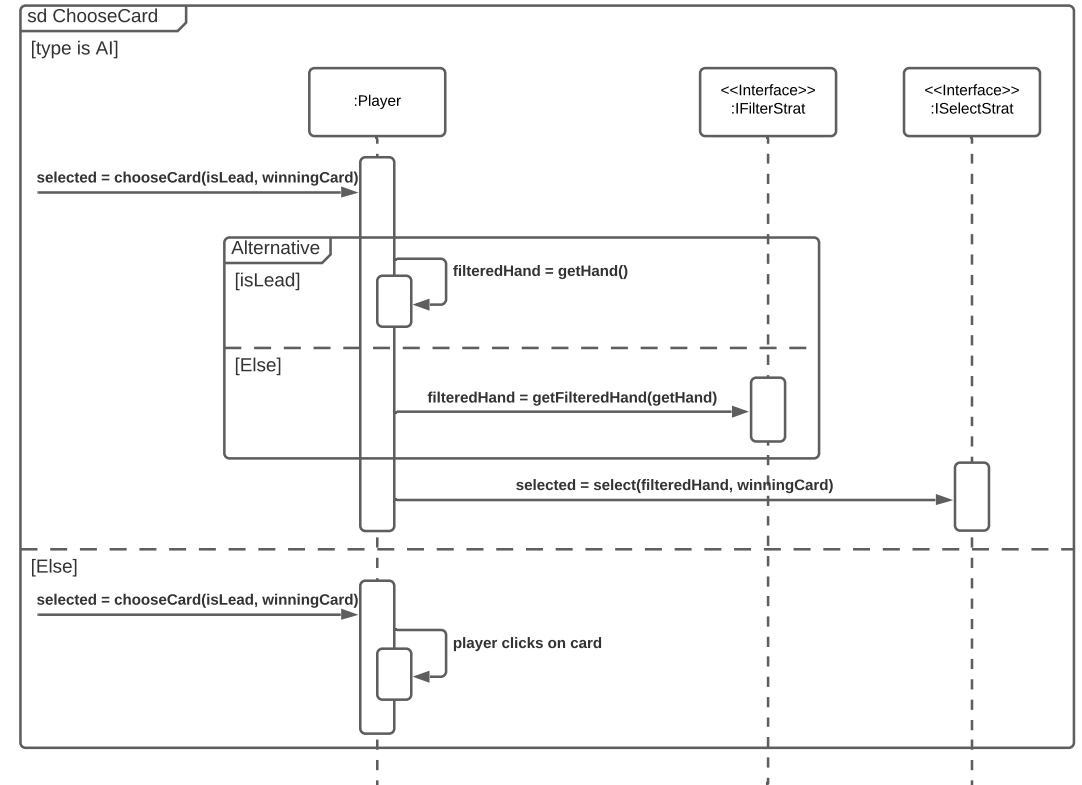 sd ChooseCard
[type is AI]
:Player
<<Interface>>
:IFilterStrat
<<Interface>>
:ISelectStrat
selected = chooseCard(isLead, winningCard)
Alternative
[isLead]
filteredHand = getHand()
[Else]
filteredHand = getFilteredHand(getHand)
selected = select(filteredHand, winningCard)
[Else]
selected = chooseCard(isLead, winningCard)
player clicks on card